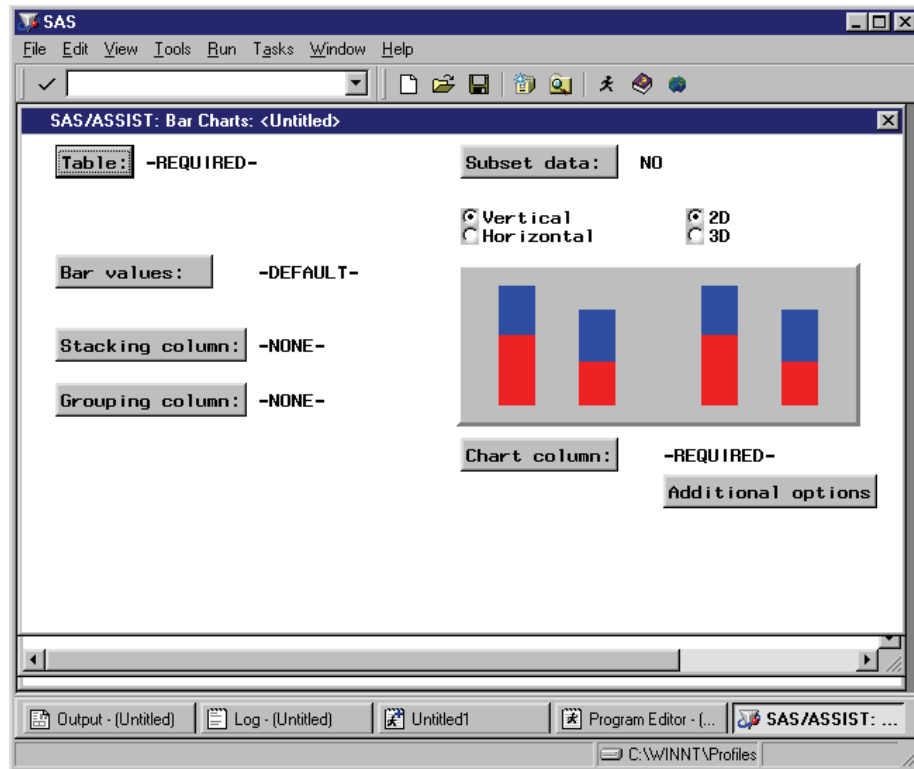 SAS
File Edit View Tools Run Tasks Window Help
SAS/ASSIST: Bar Charts: <Untitled>
Table: -REQUIRED-
Subset data: NO
Vertical 2D
Horizontal 3D
Bar values: -DEFAULT-
Stacking column: -NONE-
Grouping column: -NONE-
Chart column: -REQUIRED-
Additional options
Output - (Untitled) Log - (Untitled) Untitled1 Program Editor - (... SAS/ASSIST: ...
C:\WINNT\Profiles